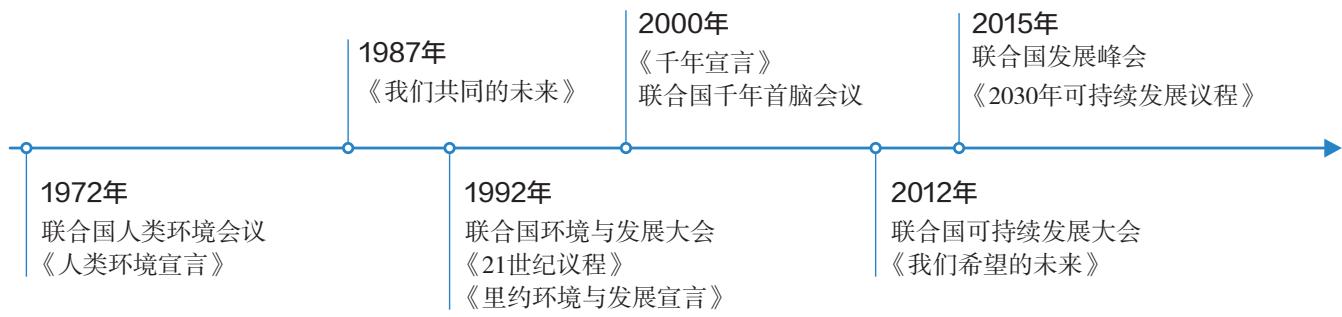 1972年
联合国人类环境会议
《人类环境宣言》
1987年
《我们共同的未来》
1992年
联合国环境与发展大会
《21世纪议程》
《里约环境与发展宣言》
2000年
《千年宣言》
联合国千年首脑会议
2012年
联合国可持续发展大会
《我们希望的未来》
2015年
联合国发展峰会
《2030年可持续发展议程》